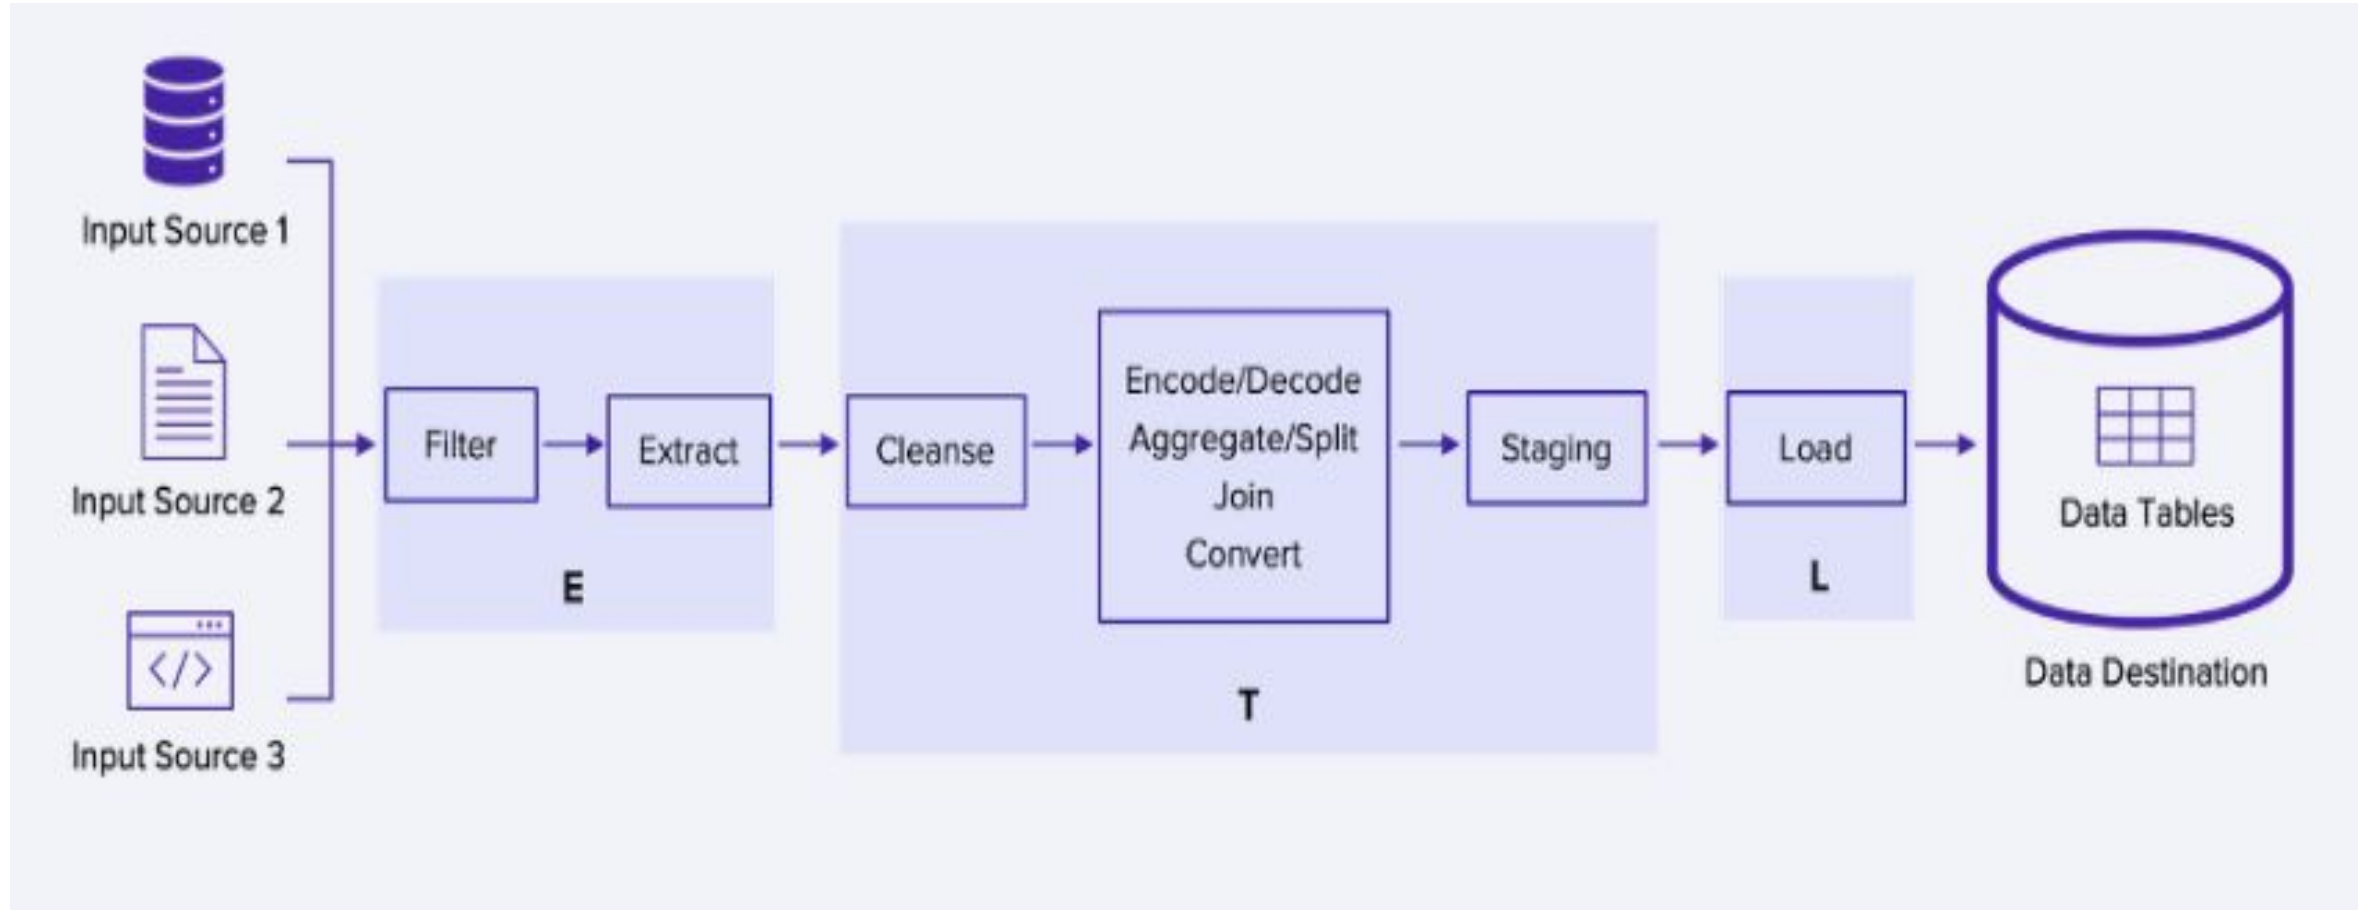 Input Source 1
Input Source 2
Input Source 3
Filter
Extract
E
Cleanse
Encode/Decode
Aggregate/Split
Join
Convert
Staging
T
Load
L
Data Tables
Data Destination